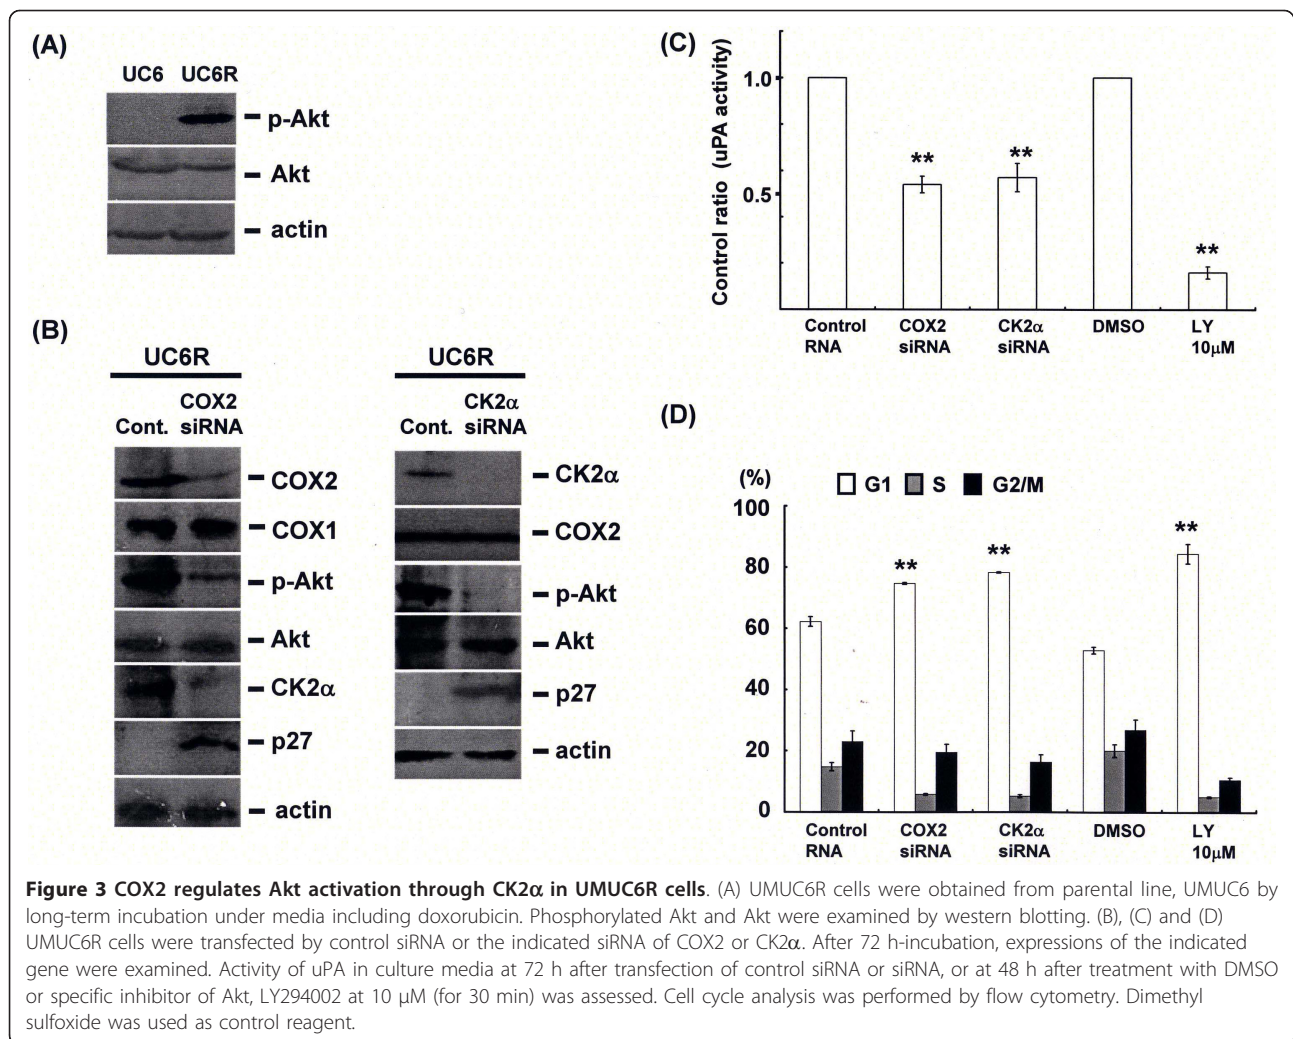 (A)
UC6 UC6R
p-Akt
Akt
actin
(B)
UC6R
COX2
Cont. siRNA
COX2
COX1
p-Akt
Akt
CK2α
p27
actin
UC6R
CK2α
Cont. siRNA
CK2α
COX2
p-Akt
Akt
p27
actin
(C)
Control ratio (uPA activity)
1.0
0.5
** ** **
Control COX2 CK2α DMSO LY
RNA siRNA siRNA 10µM
(D)
(%)
G1 S G2/M
100
80
60
40
20
0
** ** **
Control COX2 CK2α DMSO LY
RNA siRNA siRNA 10µM
Figure 3 COX2 regulates Akt activation through CK2α in UMUC6R cells. (A) UMUC6R cells were obtained from parental line, UMUC6 by
long-term incubation under media including doxorubicin. Phosphorylated Akt and Akt were examined by western blotting. (B), (C) and (D)
UMUC6R cells were transfected by control siRNA or the indicated siRNA of COX2 or CK2α. After 72 h-incubation, expressions of the indicated
gene were examined. Activity of uPA in culture media at 72 h after transfection of control siRNA or siRNA, or at 48 h after treatment with DMSO
or specific inhibitor of Akt, LY294002 at 10 µM (for 30 min) was assessed. Cell cycle analysis was performed by flow cytometry. Dimethyl
sulfoxide was used as control reagent.